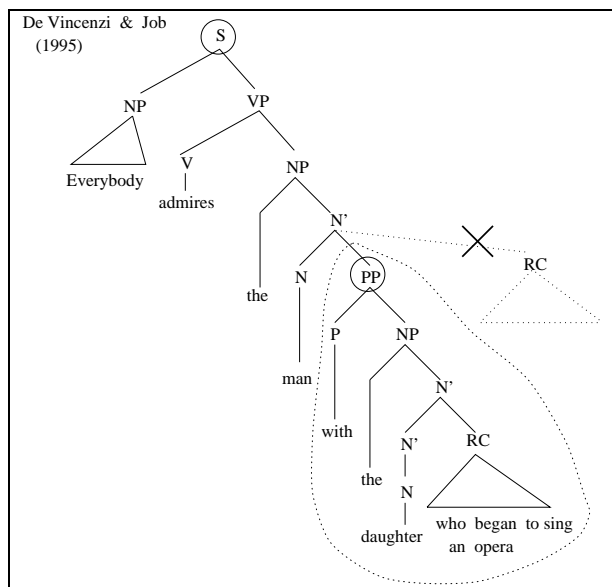 De Vincenzi & Job
(1995)
S
NP VP
Everybody
V NP
admires
the N'
N PP RC
man
P NP
with
the N'
N' RC
N
daughter
who began to sing
an opera